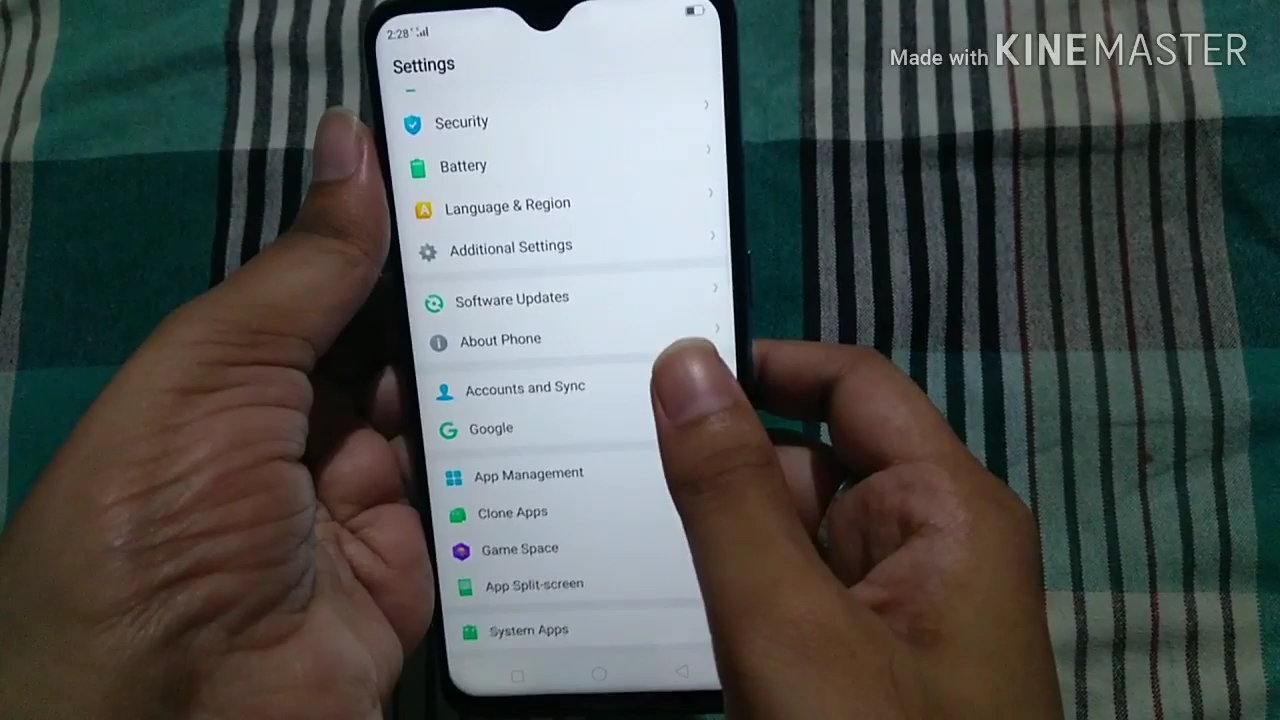 2:28
Made with KINEMASTER
Settings
Security
Battery
Language & Region
Additional Settings
Software Updates
About Phone
Accounts and Sync
Google
App Management
Clone Apps
Game Space
App Split-screen
System Apps